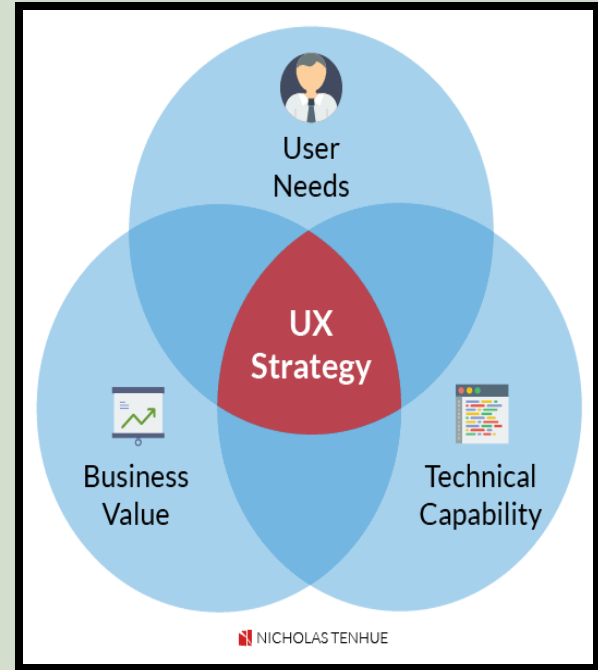 User
Needs
UX
Strategy
Business
Value
Technical
Capability
NICHOLAS TENHUE